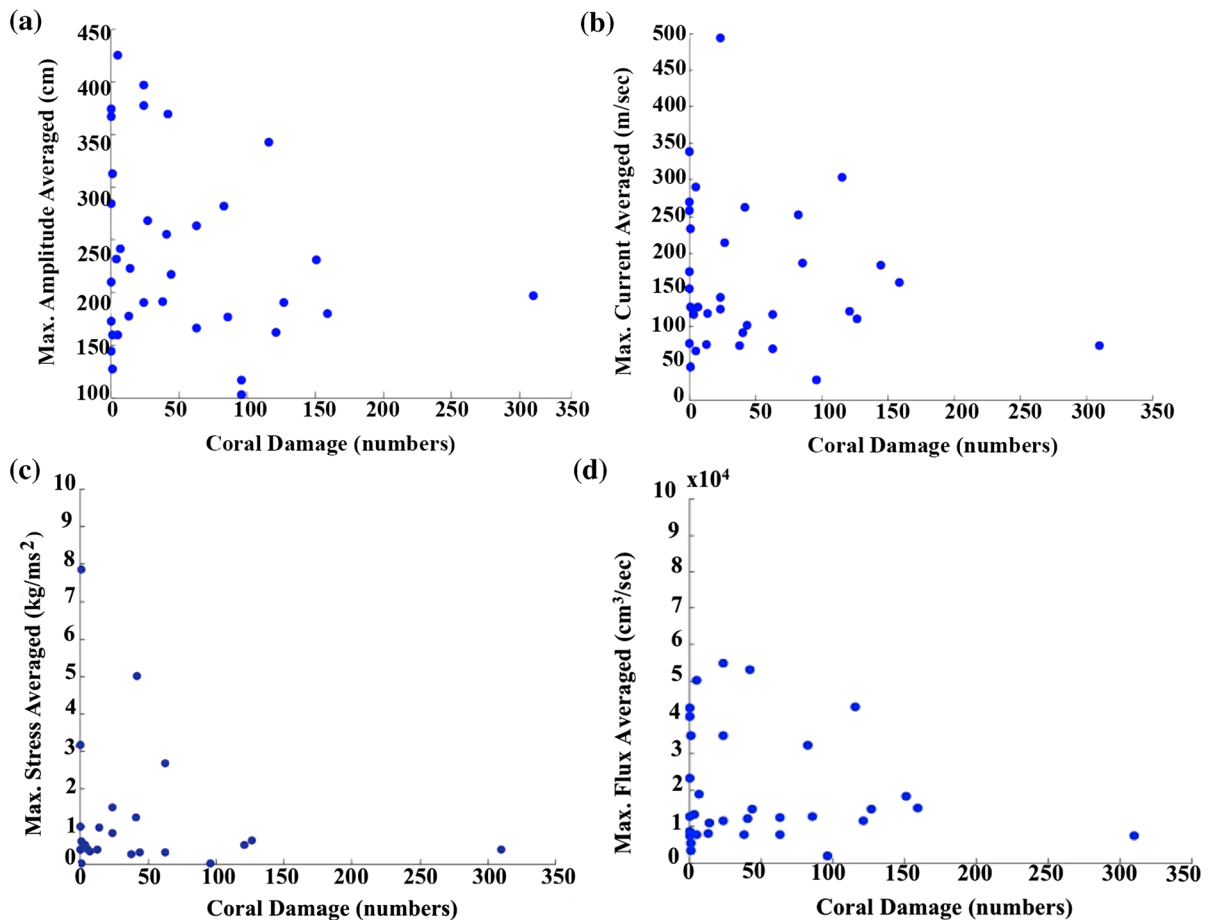 (a)
450
400
350
300
250
200
150
100
Max. Amplitude Averaged (cm)
0 50 100 150 200 250 300 350
Coral Damage (numbers)
(b)
500
450
400
350
300
250
200
150
100
50
0
Max. Current Averaged (m/sec)
0 50 100 150 200 250 300 350
Coral Damage (numbers)
(c)
10
9
8
7
6
5
4
3
2
1
0
Max. Stress Averaged (kg/ms²)
0 50 100 150 200 250 300 350
Coral Damage (numbers)
(d)
x10⁴
10
9
8
7
6
5
4
3
2
1
0
Max. Flux Averaged (cm³/sec)
0 50 100 150 200 250 300 350
Coral Damage (numbers)